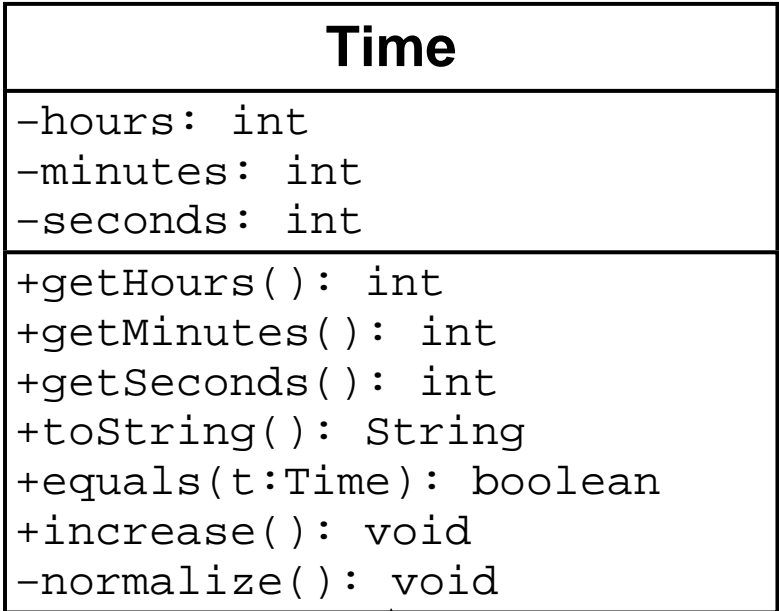 Time
-hours: int
-minutes: int
-seconds: int
+getHours(): int
+getMinutes(): int
+getSeconds(): int
+toString(): String
+equals(t:Time): boolean
+increase(): void
-normalize(): void